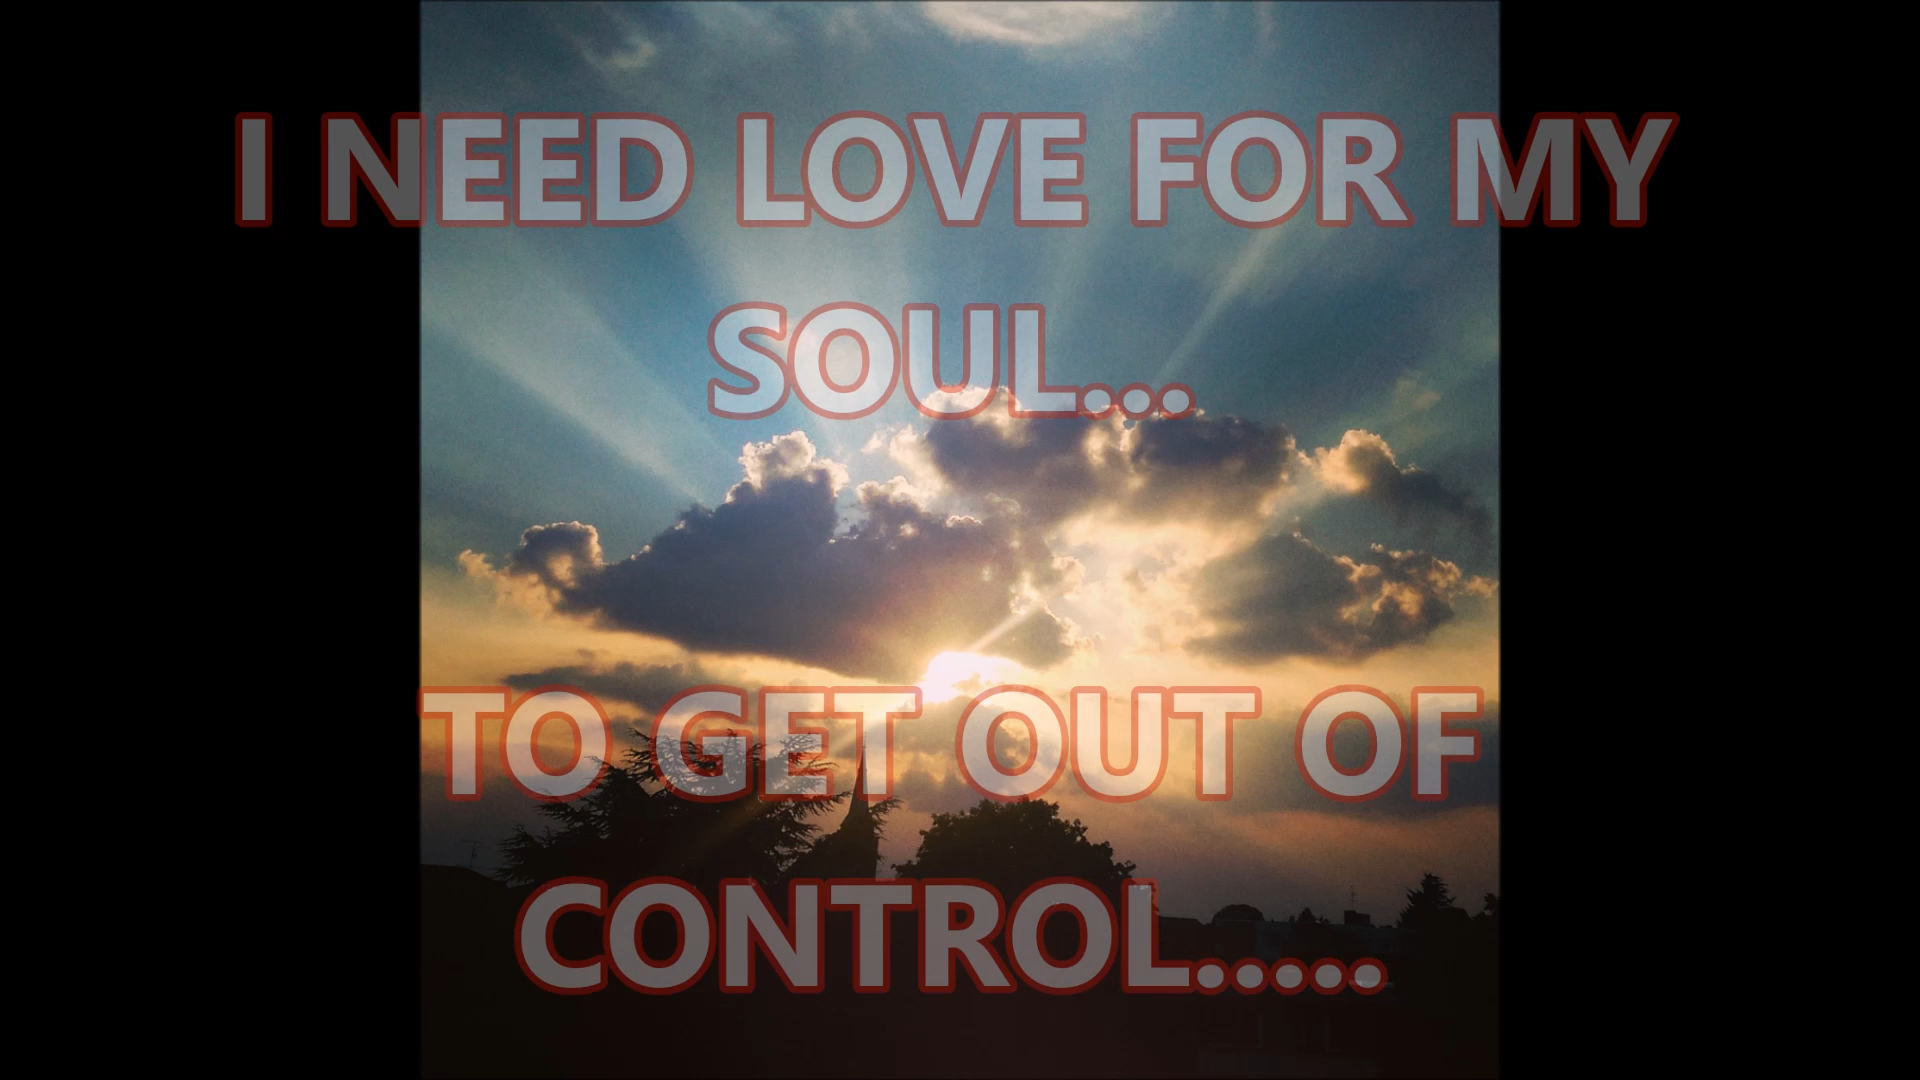 I NEED LOVE FOR MY
SOUL...
TO GET OUT OF
CONTROL.....